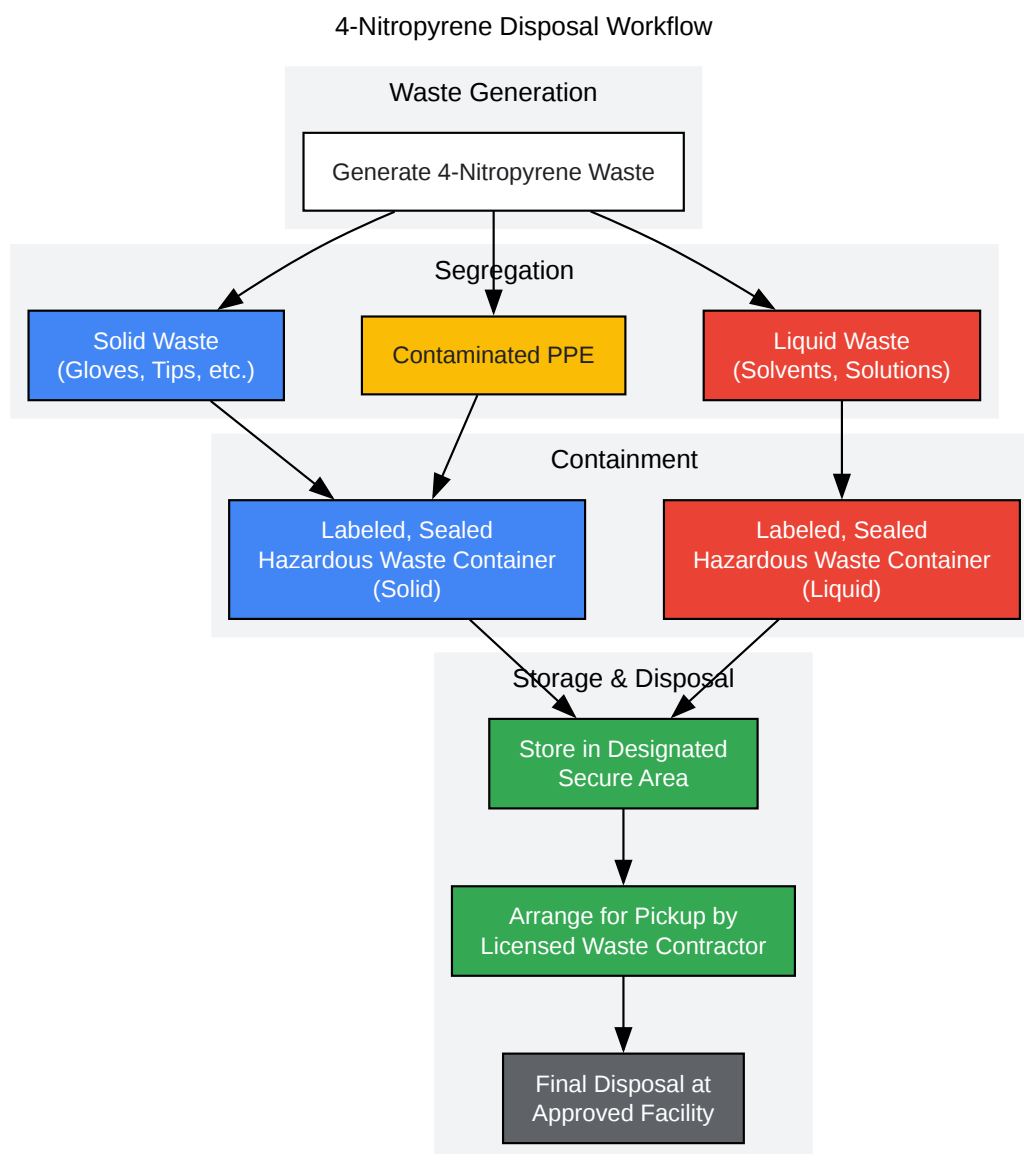 4-Nitropyrene Disposal Workflow
Waste Generation
Generate 4-Nitropyrene Waste
Segregation
Solid Waste
(Gloves, Tips, etc.)
Contaminated PPE
Liquid Waste
(Solvents, Solutions)
Containment
Labeled, Sealed
Hazardous Waste Container
(Solid)
Labeled, Sealed
Hazardous Waste Container
(Liquid)
Storage & Disposal
Store in Designated
Secure Area
Arrange for Pickup by
Licensed Waste Contractor
Final Disposal at
Approved Facility